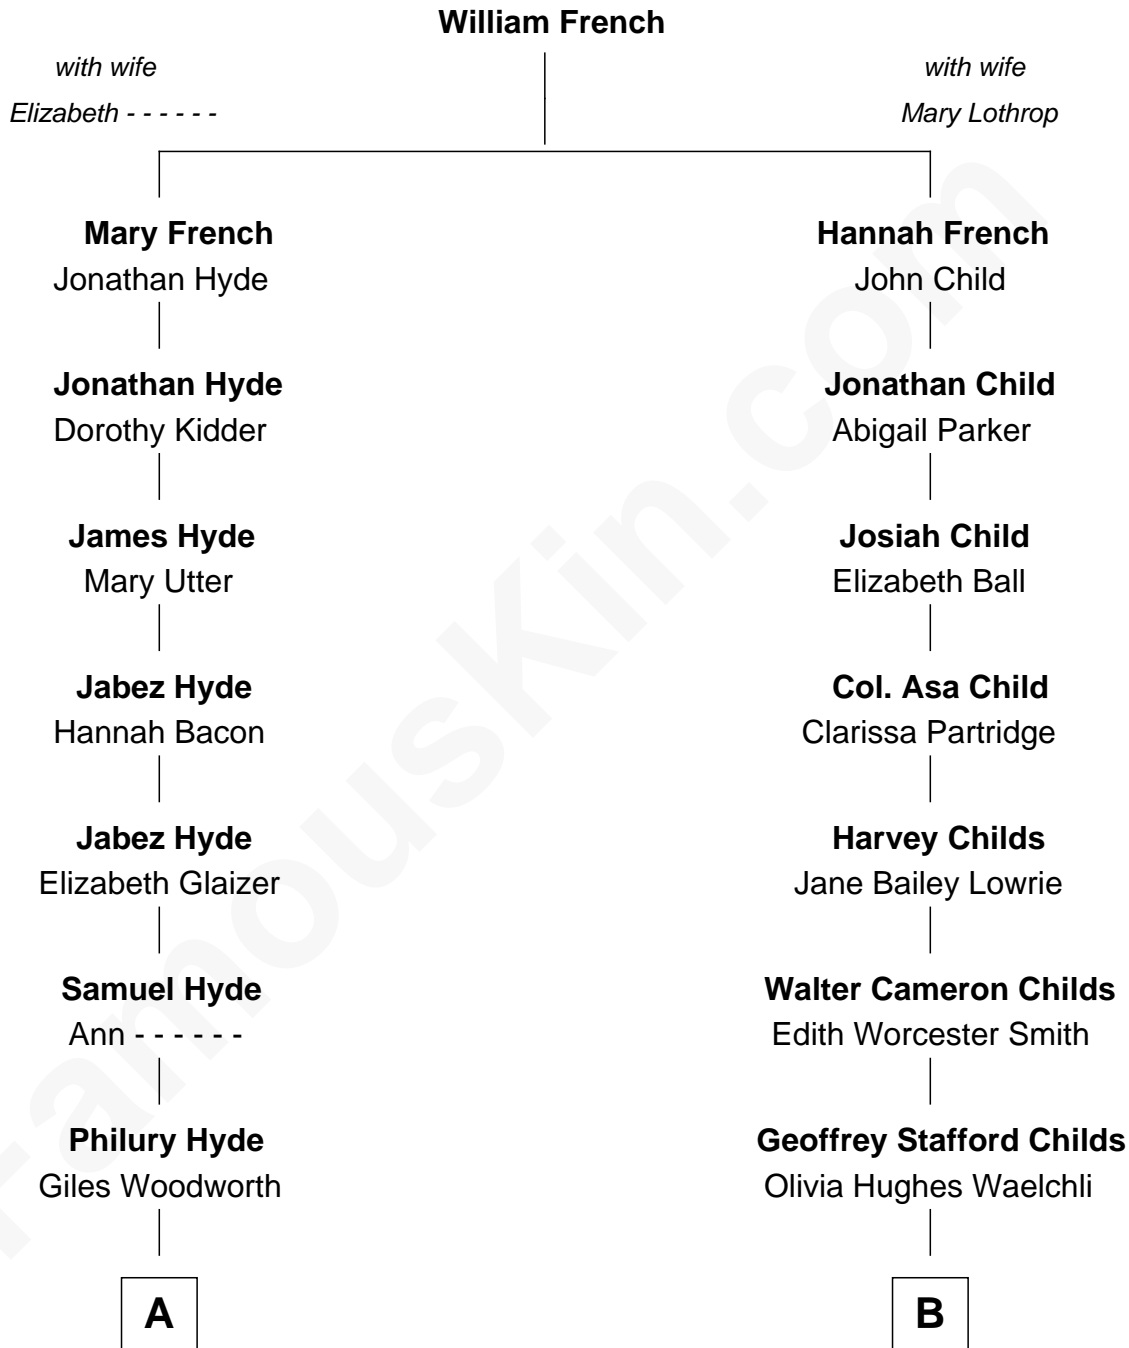 William French
with wife
Elizabeth - - - - - -
with wife
Mary Lothrop
Mary French
Jonathan Hyde
Hannah French
John Child
Jonathan Hyde
Dorothy Kidder
Jonathan Child
Abigail Parker
James Hyde
Mary Utter
Josiah Child
Elizabeth Ball
Jabez Hyde
Hannah Bacon
Col. Asa Child
Clarissa Partridge
Jabez Hyde
Elizabeth Glaizer
Harvey Childs
Jane Bailey Lowrie
Samuel Hyde
Ann - - - - - -
Walter Cameron Childs
Edith Worcester Smith
Philury Hyde
Giles Woodworth
Geoffrey Stafford Childs
Olivia Hughes Waelchli
A
B
FamousKin.com